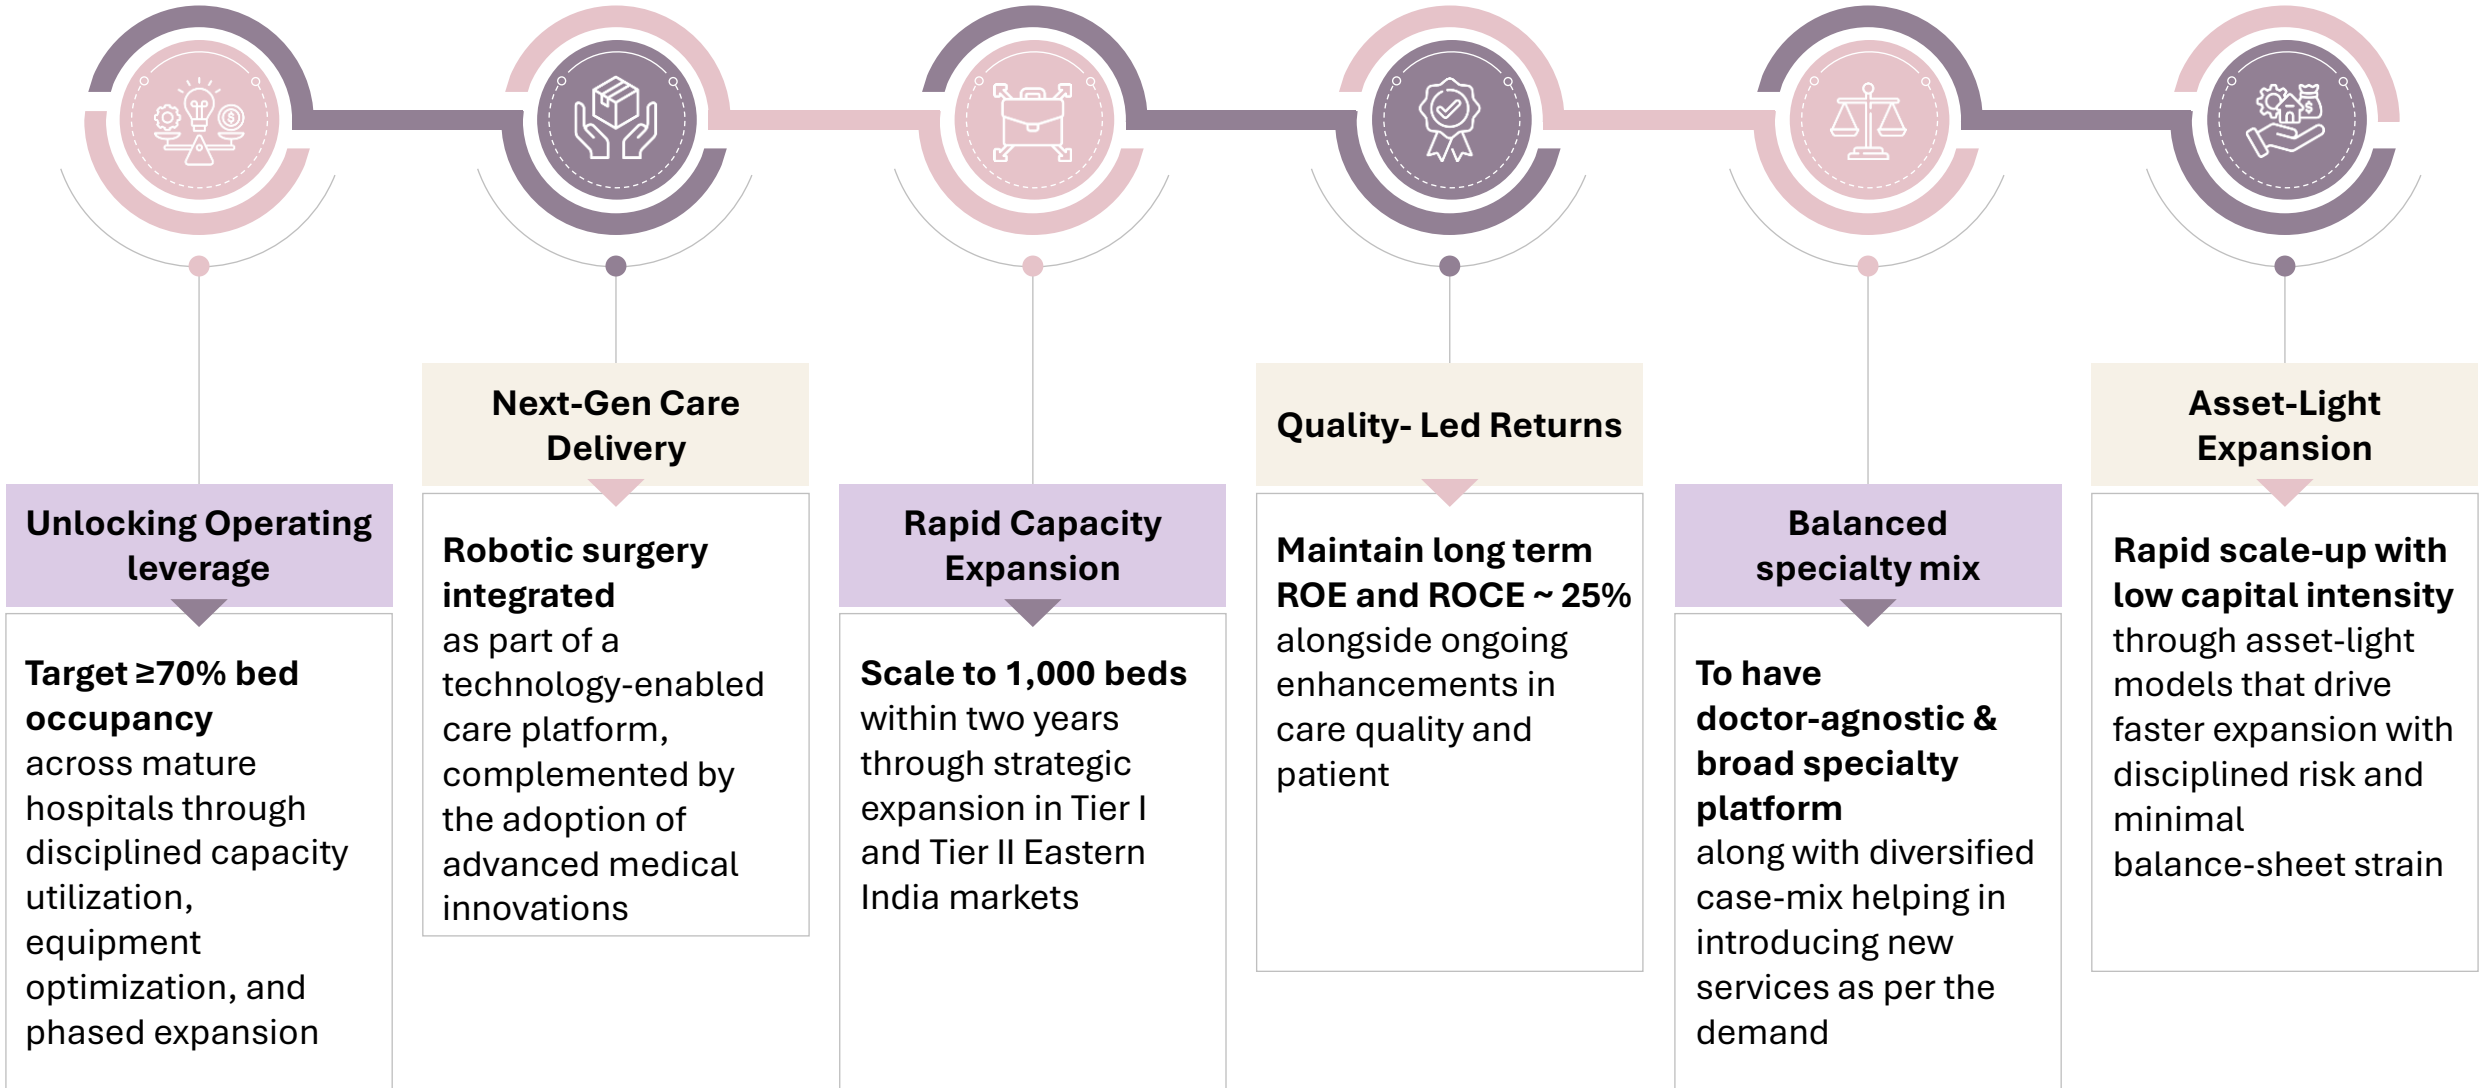 Unlocking Operating
leverage
Target ≥70% bed
occupancy
across mature
hospitals through
disciplined capacity
utilization,
equipment
optimization, and
phased expansion
Next-Gen Care
Delivery
Robotic surgery
integrated
as part of a
technology-enabled
care platform,
complemented by
the adoption of
advanced medical
innovations
Rapid Capacity
Expansion
Scale to 1,000 beds
within two years
through strategic
expansion in Tier I
and Tier II Eastern
India markets
Quality- Led Returns
Maintain long term
ROE and ROCE ~ 25%
alongside ongoing
enhancements in
care quality and
patient
Balanced
specialty mix
To have
doctor-agnostic &
broad specialty
platform
along with diversified
case-mix helping in
introducing new
services as per the
demand
Asset-Light
Expansion
Rapid scale-up with
low capital intensity
through asset-light
models that drive
faster expansion with
disciplined risk and
minimal
balance-sheet strain